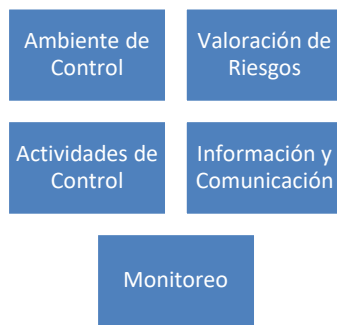 Ambiente de
Control
Valoración de
Riesgos
Actividades de
Control
Información y
Comunicación
Monitoreo